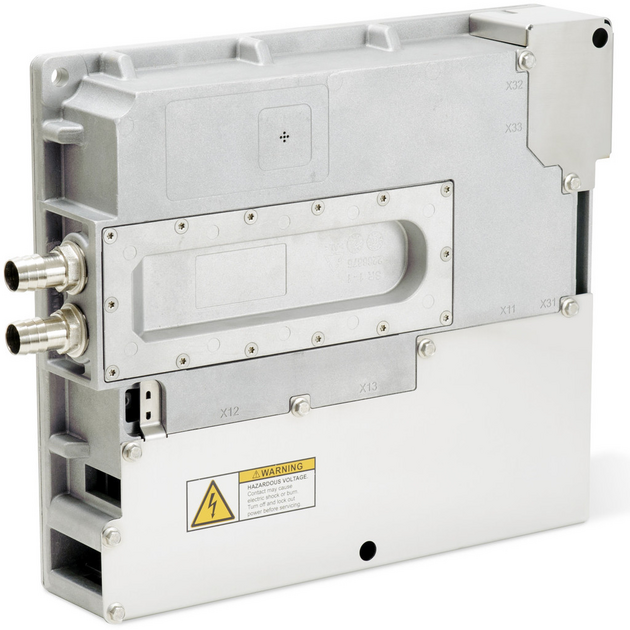 X32
X33
X11
X31
X13
X12
WARNING
HAZARDOUS VOLTAGE.
Contact may cause
electric shock or burn.
Turn off and lock out
power before servicing.